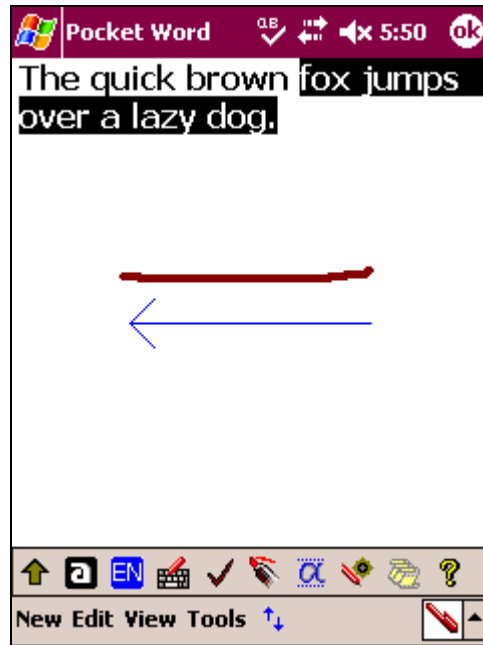 Pocket Word 5:50 ok
The quick brown fox jumps
over a lazy dog.
a EN α ?
New Edit View Tools